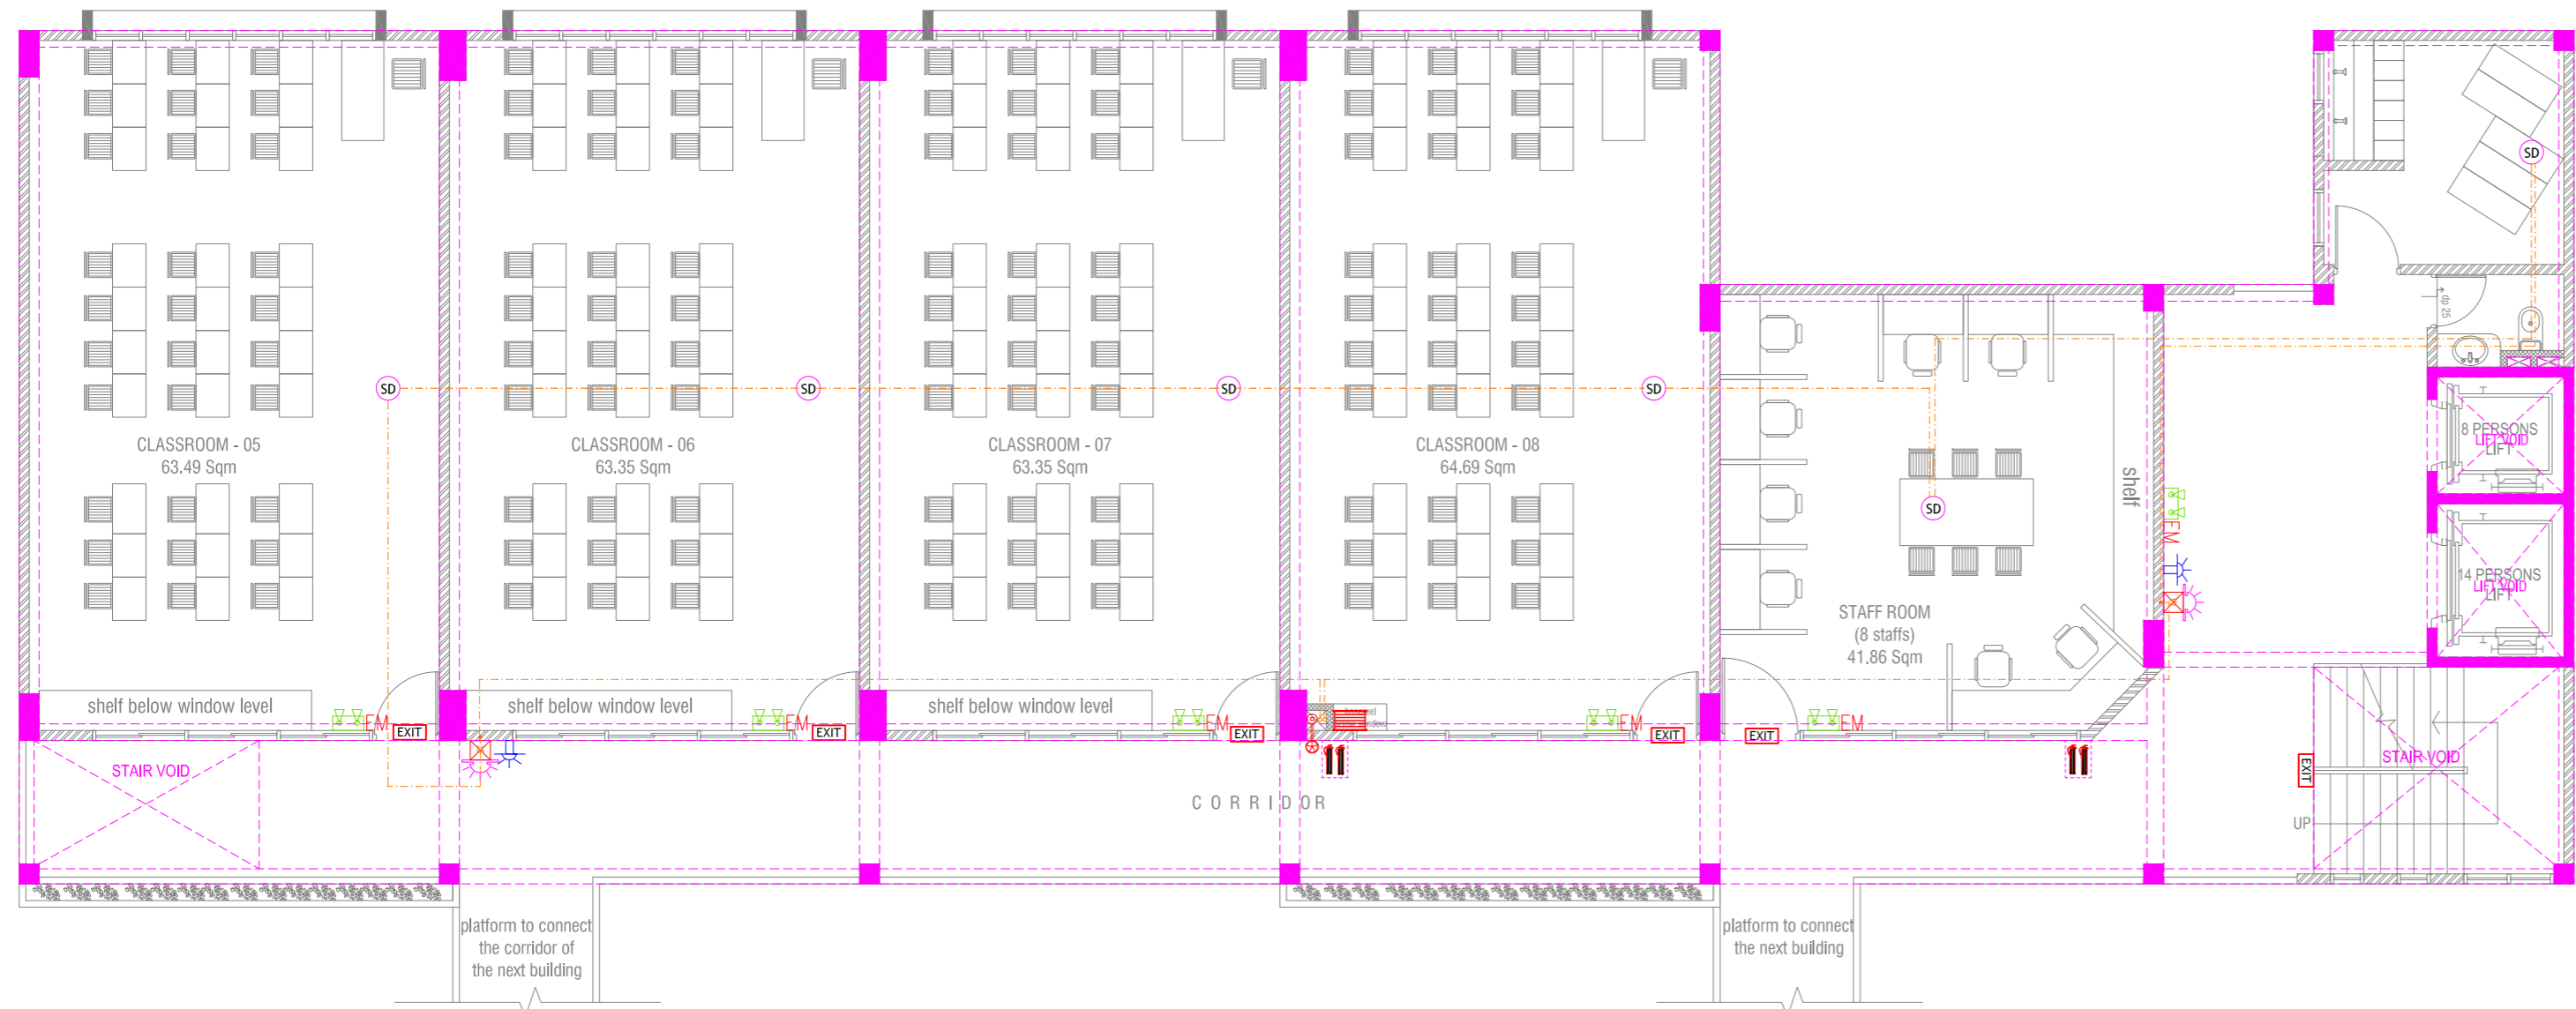 SD
dp 25
SD
SD
SD
SD
CLASSROOM - 05
63.49 Sqm
CLASSROOM - 06
63.35 Sqm
CLASSROOM - 07
63.35 Sqm
CLASSROOM - 08
64.69 Sqm
8 PERSONS
LIFT VOID
LIFT
shelf
SD
EM
14 PERSONS
LIFT VOID
LIFT
STAFF ROOM
(8 staffs)
41.86 Sqm
shelf below window level
shelf below window level
shelf below window level
EM
EXIT
EM
EXIT
EM
EXIT
EM
EXIT
EXIT
EM
STAIR VOID
STAIR VOID
EXIT
CORRIDOR
UP
platform to connect
the corridor of
the next building
platform to connect
the next building